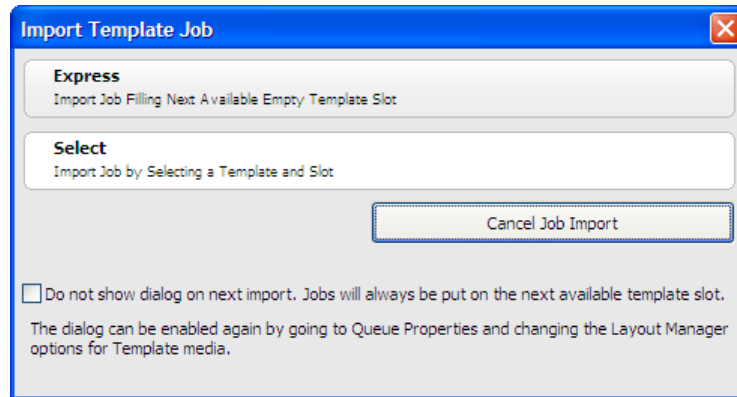 Import Template Job
Express
Import Job Filling Next Available Empty Template Slot
Select
Import Job by Selecting a Template and Slot
Cancel Job Import
Do not show dialog on next import. Jobs will always be put on the next available template slot.
The dialog can be enabled again by going to Queue Properties and changing the Layout Manager
options for Template media.